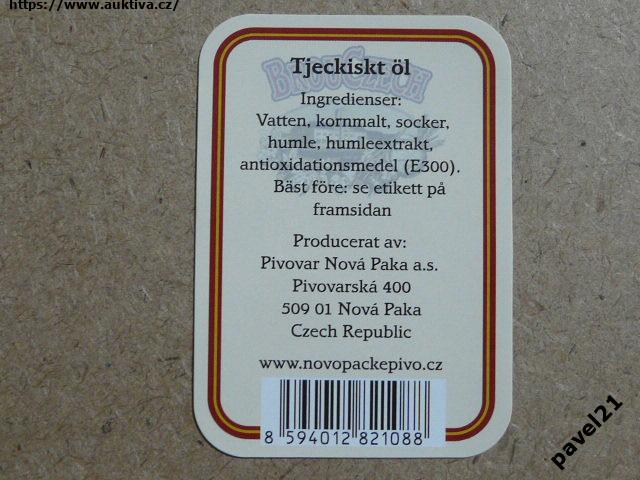 https://www.auktiva.cz/
BROUCZECH
Tjeckiskt öl
Ingredienser:
Vatten, kornmalt, socker,
humle, humleextrakt,
antioxidationsmedel (E300).
Bäst före: se etikett på
framsidan
Producerat av:
Pivovar Nová Paka a.s.
Pivovarská 400
509 01 Nová Paka
Czech Republic
www.novopackepivo.cz
8 594012 821088
pavel21